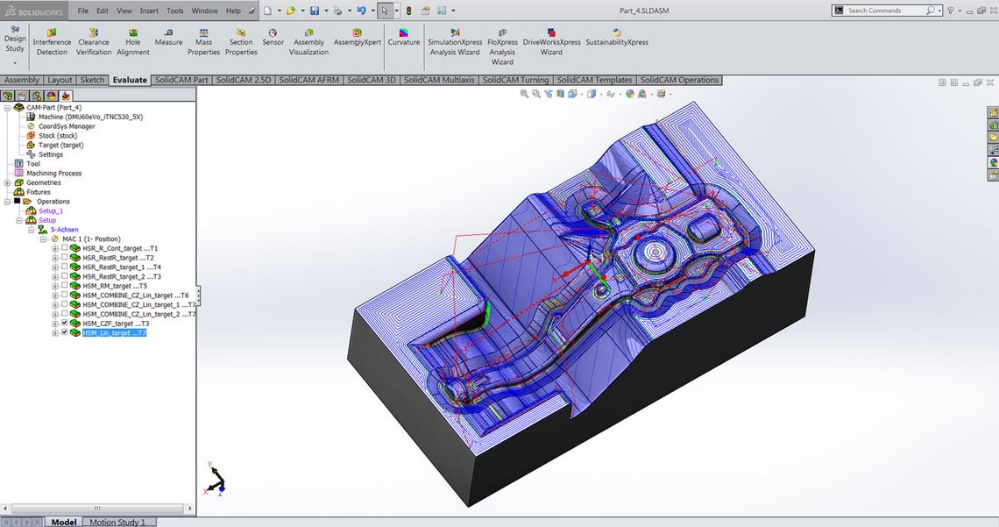 SOLIDWORKS File Edit View Insert Tools Window Help Part_4.SLDASM Search Commands
Design Study
Interference Detection
Clearance Verification
Hole Alignment
Measure
Mass Properties
Section Properties
Sensor
Assembly Visualization
AssemblyXpert
Curvature
SimulationXpress Analysis Wizard
FloXpress Analysis Wizard
DriveWorksXpress Wizard
SustainabilityXpress
Assembly Layout Sketch Evaluate SolidCAM Part SolidCAM 2.5D SolidCAM AFRM SolidCAM 3D SolidCAM Multiaxis SolidCAM Turning SolidCAM Templates SolidCAM Operations
CAM-Part (Part_4)
Machine (DMU60eVo_iTNC530_5X)
CoordSys Manager
Stock (stock)
Target (target)
Settings
Tool
Machining Process
Geometries
Fixtures
Operations
Setup_1
Setup
5-Achsen
MAC 1 (1- Position)
HSR_R_Cont_target ...T1
HSR_RestR_target ...T2
HSR_RestR_target_1 ...T4
HSR_RestR_target_2 ...T3
HSM_RM_target ...T5
HSM_COMBINE_CZ_Lin_target ...T6
HSM_COMBINE_CZ_Lin_target_1 ...T7
HSM_COMBINE_CZ_Lin_target_2 ...T7
HSM_CZF_target ...T3
HSM_Lin_target ...T7
Y
X
Z
Model Motion Study 1